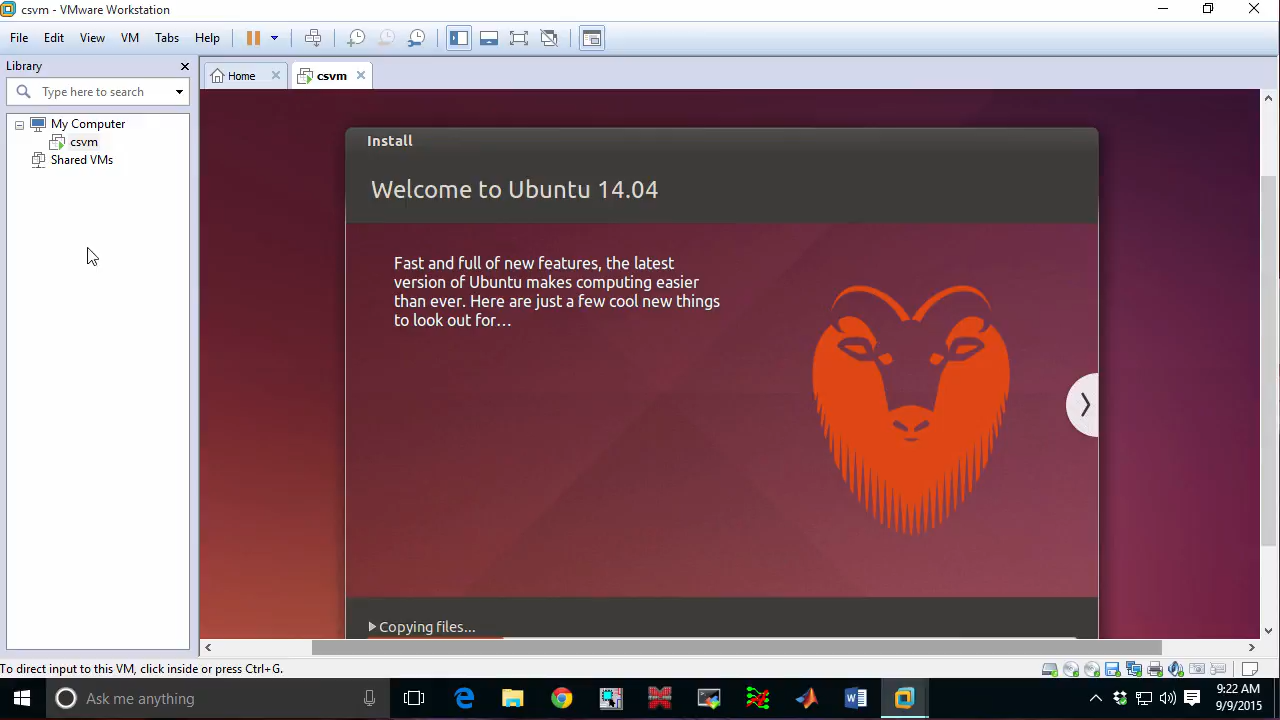 csvm - VMware Workstation
File Edit View VM Tabs Help
Library
Type here to search
My Computer
csvm
Shared VMs
Home
csvm
Install
Welcome to Ubuntu 14.04
Fast and full of new features, the latest
version of Ubuntu makes computing easier
than ever. Here are just a few cool new things
to look out for…
Copying files...
To direct input to this VM, click inside or press Ctrl+G.
Ask me anything
9:22 AM
9/9/2015